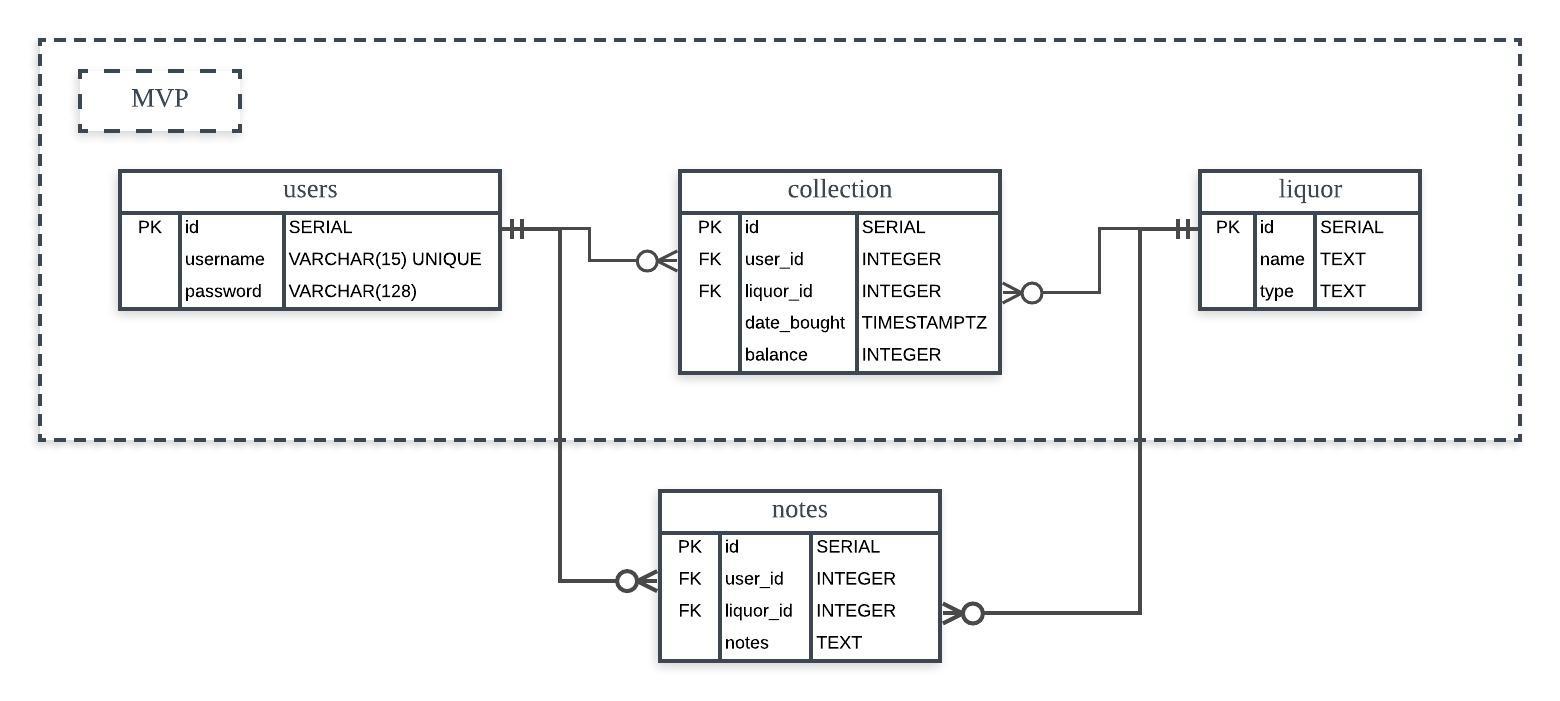 MVP
users
PK id SERIAL
username VARCHAR(15) UNIQUE
password VARCHAR(128)
collection
PK id SERIAL
FK user_id INTEGER
FK liquor_id INTEGER
date_bought TIMESTAMPTZ
balance INTEGER
liquor
PK id SERIAL
name TEXT
type TEXT
notes
PK id SERIAL
FK user_id INTEGER
FK liquor_id INTEGER
notes TEXT